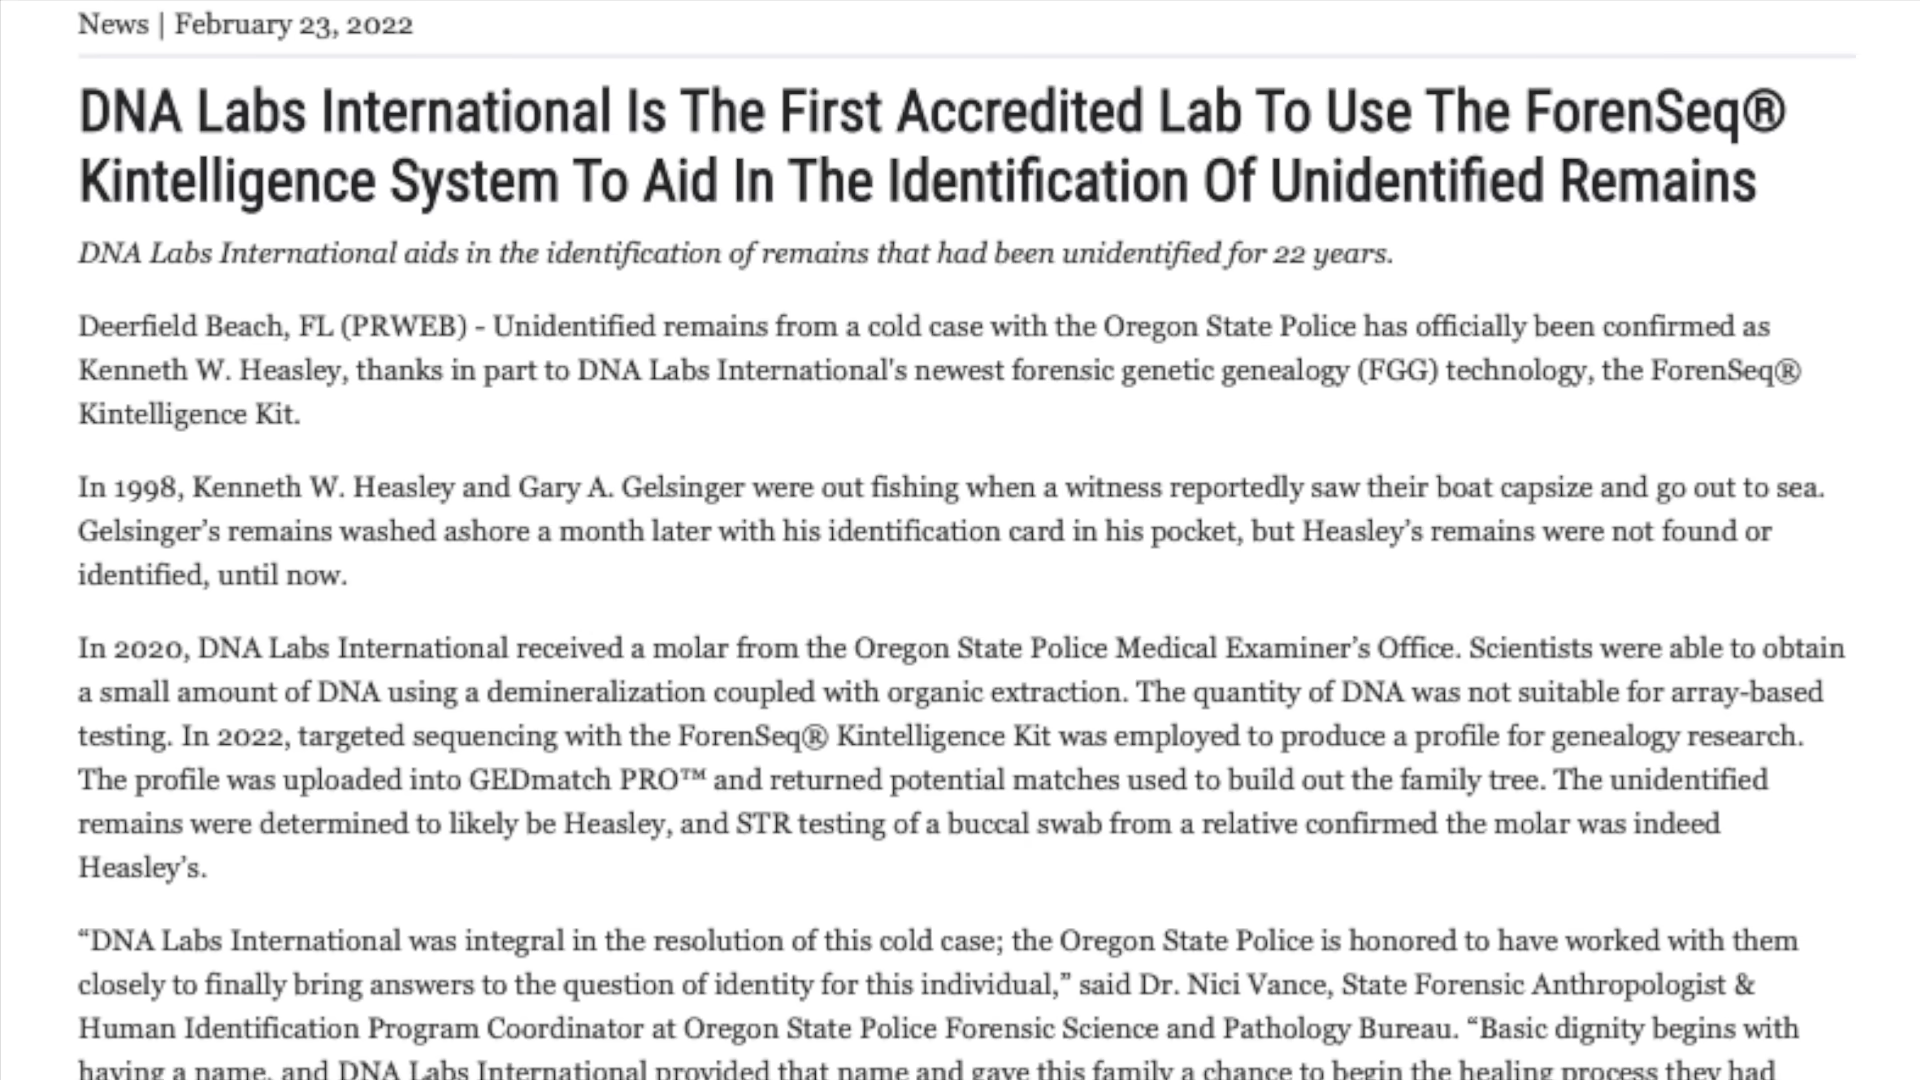 News | February 23, 2022
DNA Labs International Is The First Accredited Lab To Use The ForenSeq®
Kintelligence System To Aid In The Identification Of Unidentified Remains
DNA Labs International aids in the identification of remains that had been unidentified for 22 years.
Deerfield Beach, FL (PRWEB) - Unidentified remains from a cold case with the Oregon State Police has officially been confirmed as
Kenneth W. Heasley, thanks in part to DNA Labs International's newest forensic genetic genealogy (FGG) technology, the ForenSeq®
Kintelligence Kit.
In 1998, Kenneth W. Heasley and Gary A. Gelsinger were out fishing when a witness reportedly saw their boat capsize and go out to sea.
Gelsinger’s remains washed ashore a month later with his identification card in his pocket, but Heasley’s remains were not found or
identified, until now.
In 2020, DNA Labs International received a molar from the Oregon State Police Medical Examiner’s Office. Scientists were able to obtain
a small amount of DNA using a demineralization coupled with organic extraction. The quantity of DNA was not suitable for array-based
testing. In 2022, targeted sequencing with the ForenSeq® Kintelligence Kit was employed to produce a profile for genealogy research.
The profile was uploaded into GEDmatch PRO™ and returned potential matches used to build out the family tree. The unidentified
remains were determined to likely be Heasley, and STR testing of a buccal swab from a relative confirmed the molar was indeed
Heasley’s.
“DNA Labs International was integral in the resolution of this cold case; the Oregon State Police is honored to have worked with them
closely to finally bring answers to the question of identity for this individual,” said Dr. Nici Vance, State Forensic Anthropologist &
Human Identification Program Coordinator at Oregon State Police Forensic Science and Pathology Bureau. “Basic dignity begins with
having a name, and DNA Labs International provided that name and gave this family a chance to begin the healing process they had